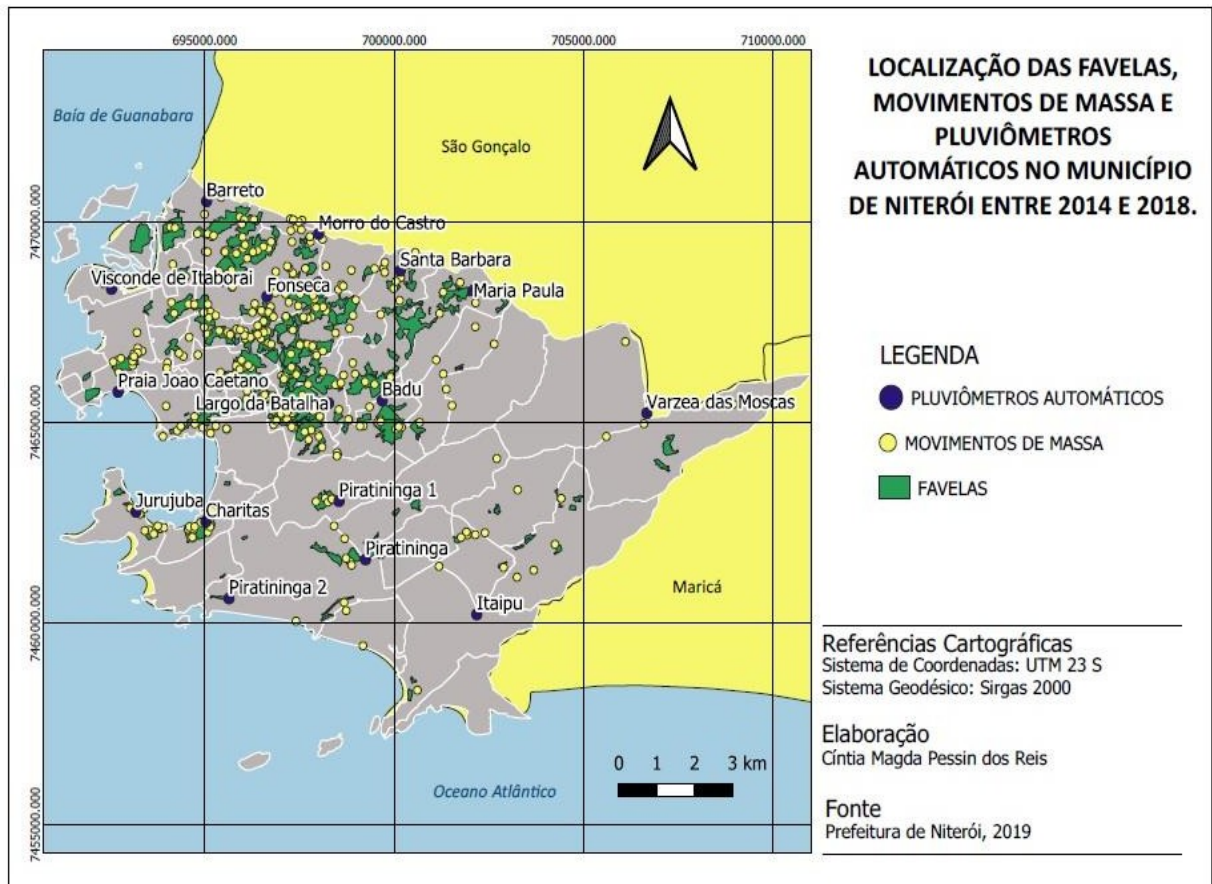 695000.000
700000.000
705000.000
710000.000
7470000.000
7465000.000
7460000.000
7455000.000
Baía de Guanabara
São Gonçalo
Barreto
Morro do Castro
Santa Barbara
Visconde de Itaborai
Fonseca
Maria Paula
Praia Joao Caetano
Badu
Largo da Batalha
Varzea das Moscas
Piratininga 1
Jurujuba
Charitas
Piratininga
Piratininga 2
Itaipu
Maricá
0 1 2 3 km
Oceano Atlântico
LOCALIZAÇÃO DAS FAVELAS,
MOVIMENTOS DE MASSA E
PLUVIÔMETROS
AUTOMÁTICOS NO MUNICÍPIO
DE NITERÓI ENTRE 2014 E 2018.
LEGENDA
PLUVIÔMETROS AUTOMÁTICOS
MOVIMENTOS DE MASSA
FAVELAS
Referências Cartográficas
Sistema de Coordenadas: UTM 23 S
Sistema Geodésico: Sirgas 2000
Elaboração
Cíntia Magda Pessin dos Reis
Fonte
Prefeitura de Niterói, 2019